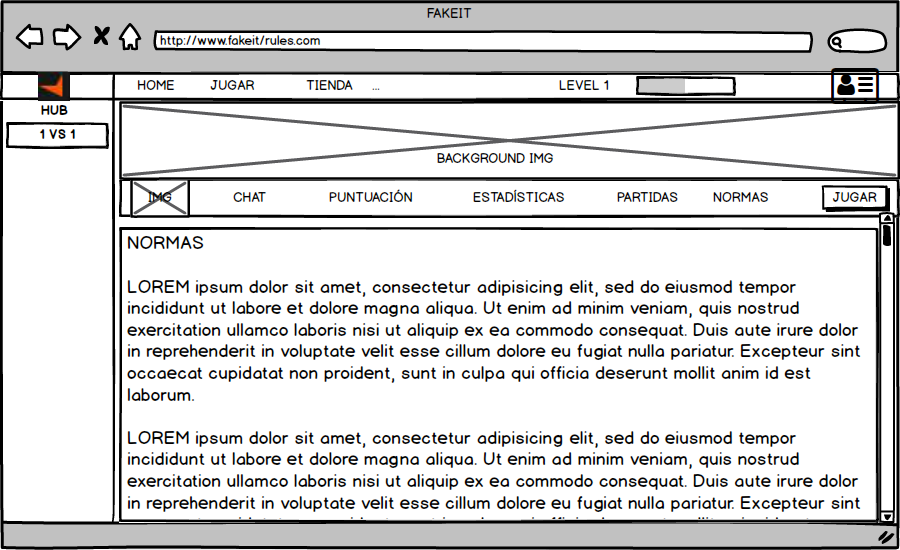 FAKEIT
http://www.fakeit/rules.com
HOME JUGAR TIENDA ... LEVEL 1
HUB
1 VS 1
BACKGROUND IMG
IMG CHAT PUNTUACIÓN ESTADÍSTICAS PARTIDAS NORMAS JUGAR
NORMAS
LOREM ipsum dolor sit amet, consectetur adipisicing elit, sed do eiusmod tempor
incididunt ut labore et dolore magna aliqua. Ut enim ad minim veniam, quis nostrud
exercitation ullamco laboris nisi ut aliquip ex ea commodo consequat. Duis aute irure dolor
in reprehenderit in voluptate velit esse cillum dolore eu fugiat nulla pariatur. Excepteur sint
occaecat cupidatat non proident, sunt in culpa qui officia deserunt mollit anim id est
laborum.
LOREM ipsum dolor sit amet, consectetur adipisicing elit, sed do eiusmod tempor
incididunt ut labore et dolore magna aliqua. Ut enim ad minim veniam, quis nostrud
exercitation ullamco laboris nisi ut aliquip ex ea commodo consequat. Duis aute irure dolor
in reprehenderit in voluptate velit esse cillum dolore eu fugiat nulla pariatur. Excepteur sint